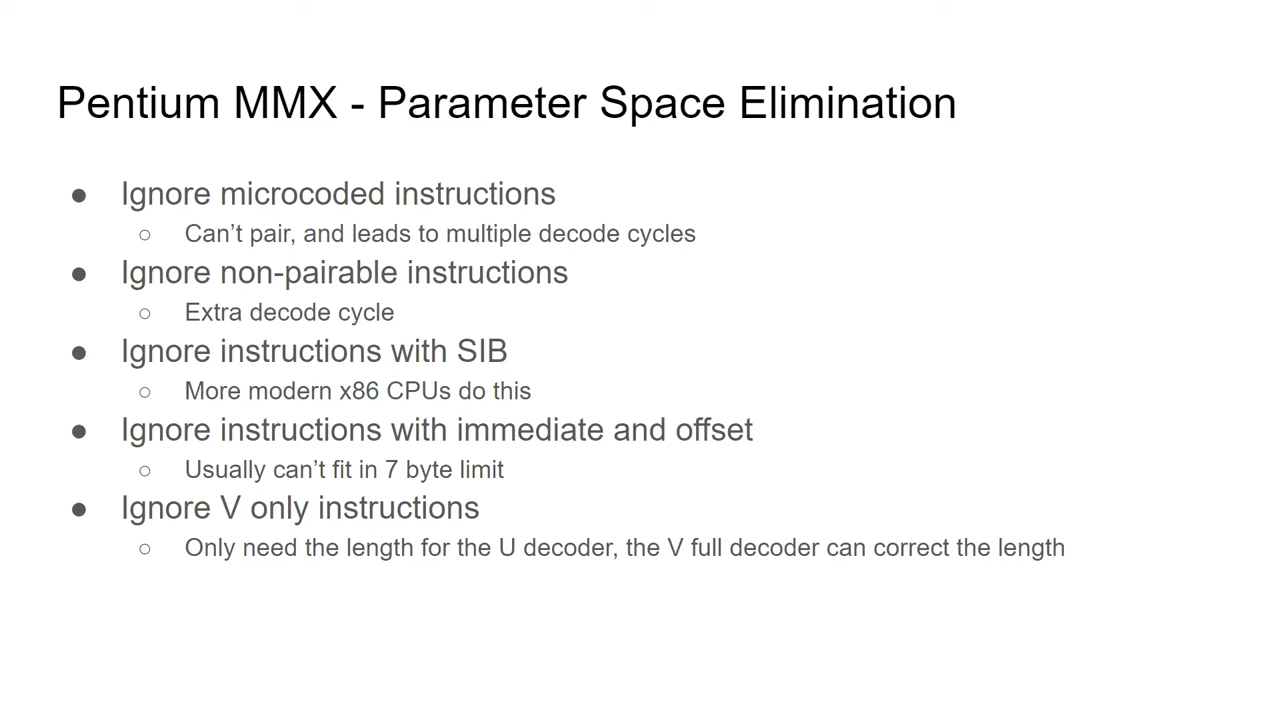 Pentium MMX - Parameter Space Elimination
● Ignore microcoded instructions
○ Can’t pair, and leads to multiple decode cycles
● Ignore non-pairable instructions
○ Extra decode cycle
● Ignore instructions with SIB
○ More modern x86 CPUs do this
● Ignore instructions with immediate and offset
○ Usually can’t fit in 7 byte limit
● Ignore V only instructions
○ Only need the length for the U decoder, the V full decoder can correct the length